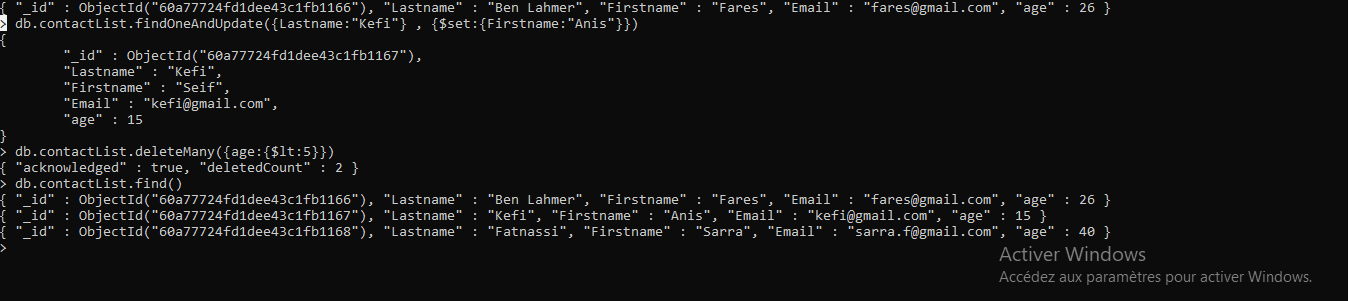 { "_id" : ObjectId("60a77724fd1dee43c1fb1166"), "Lastname" : "Ben Lahmer", "Firstname" : "Fares", "Email" : "fares@gmail.com", "age" : 26 }
> db.contactList.findOneAndUpdate({Lastname:"Kefi"} , {$set:{Firstname:"Anis"}})
{
        "_id" : ObjectId("60a77724fd1dee43c1fb1167"),
        "Lastname" : "Kefi",
        "Firstname" : "Seif",
        "Email" : "kefi@gmail.com",
        "age" : 15
}
> db.contactList.deleteMany({age:{$lt:5}})
{ "acknowledged" : true, "deletedCount" : 2 }
> db.contactList.find()
{ "_id" : ObjectId("60a77724fd1dee43c1fb1166"), "Lastname" : "Ben Lahmer", "Firstname" : "Fares", "Email" : "fares@gmail.com", "age" : 26 }
{ "_id" : ObjectId("60a77724fd1dee43c1fb1167"), "Lastname" : "Kefi", "Firstname" : "Anis", "Email" : "kefi@gmail.com", "age" : 15 }
{ "_id" : ObjectId("60a77724fd1dee43c1fb1168"), "Lastname" : "Fatnassi", "Firstname" : "Sarra", "Email" : "sarra.f@gmail.com", "age" : 40 }
>
Activer Windows
Accédez aux paramètres pour activer Windows.